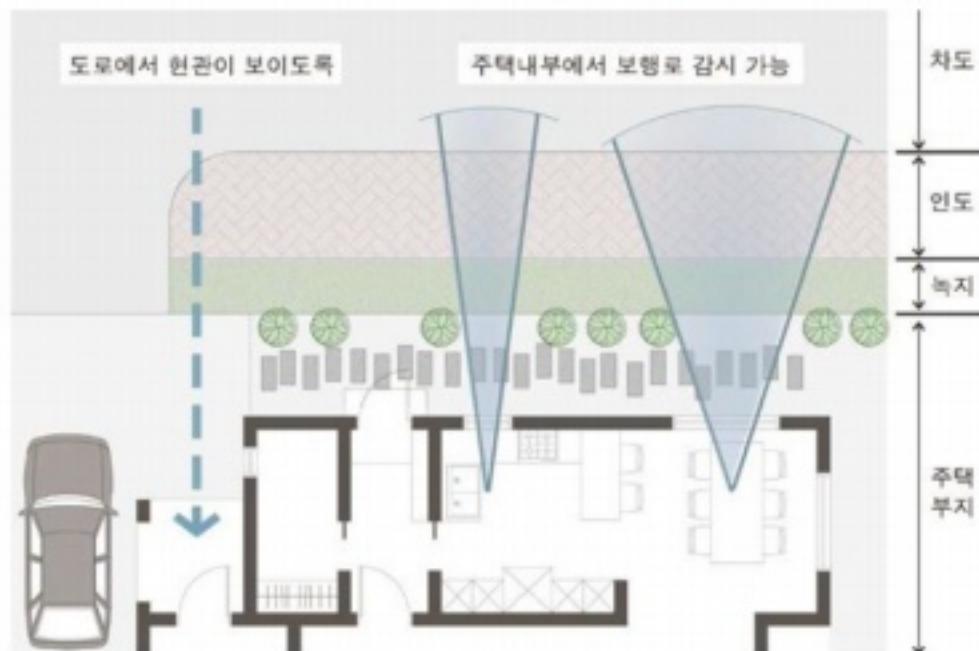 도로에서 현관이 보이도록
주택내부에서 보행로 감시 가능
차도
인도
녹지
주택
부지